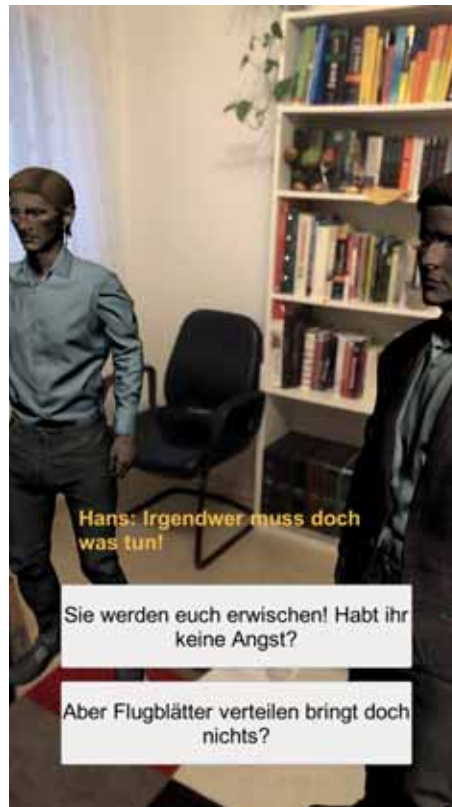 Hans: Irgendwer muss doch
was tun!
Sie werden euch erwischen! Habt ihr
keine Angst?
Aber Flugblätter verteilen bringt doch
nichts?